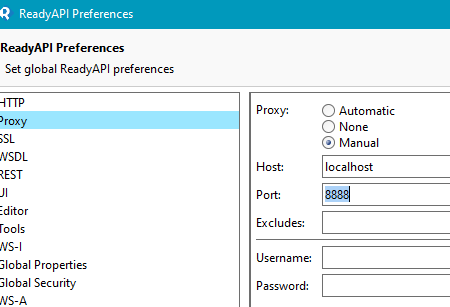 ReadyAPI Preferences
ReadyAPI Preferences
Set global ReadyAPI preferences
HTTP
Proxy
SSL
WSDL
REST
UI
Editor
Tools
WS-I
Global Properties
Global Security
WS-A
Proxy:
Automatic
None
Manual
Host: localhost
Port: 8888
Excludes:
Username:
Password: